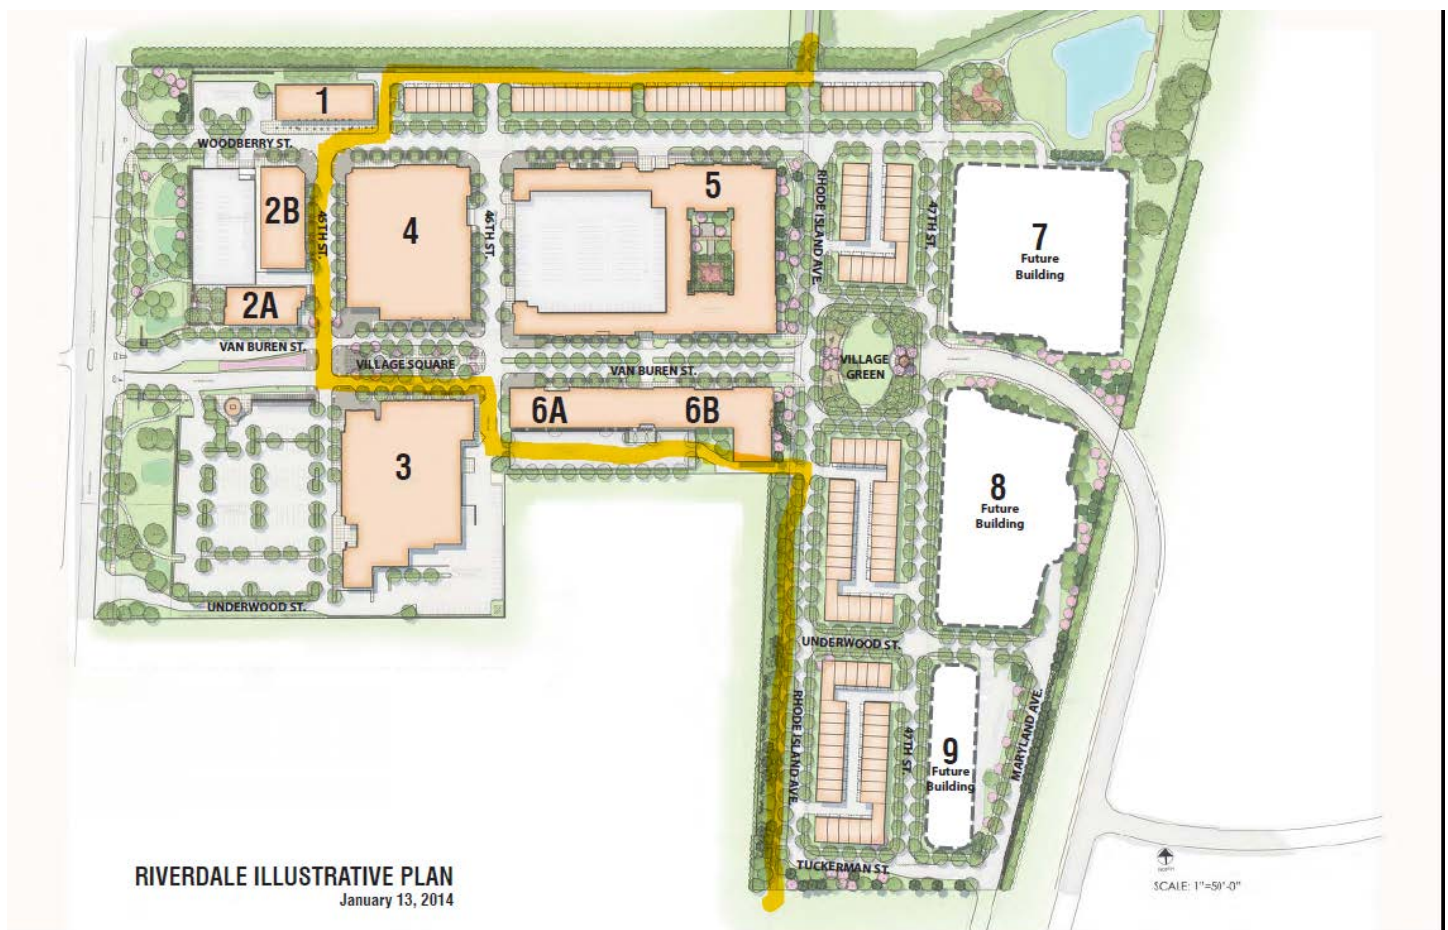 1
WOODBERRY ST.
2B
45TH ST.
4
46TH ST.
5
RHODE ISLAND AVE.
47TH ST.
7
Future
Building
2A
VAN BUREN ST.
VILLAGE SQUARE
VAN BUREN ST.
VILLAGE
GREEN
6A
6B
3
8
Future
Building
UNDERWOOD ST.
UNDERWOOD ST.
RHODE ISLAND AVE.
47TH ST.
9
Future
Building
MARYLAND AVE.
TUCKERMAN ST.
RIVERDALE ILLUSTRATIVE PLAN
January 13, 2014
NORTH
SCALE: 1"=50'-0"